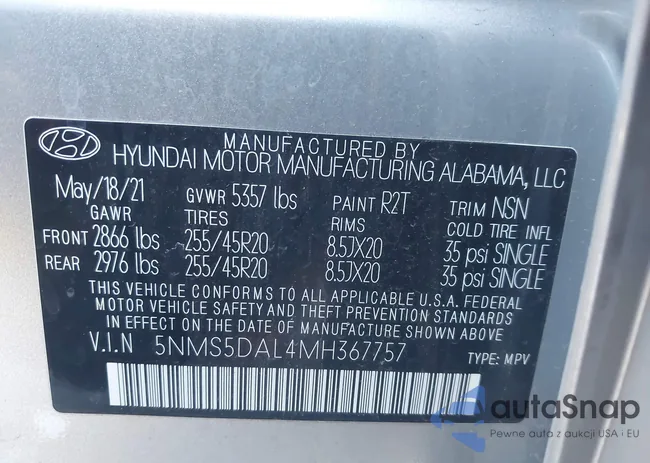 MANUFACTURED BY
HYUNDAI MOTOR MANUFACTURING ALABAMA, LLC
May/18/21 GVWR 5357 lbs PAINT R2T TRIM NSN
GAWR TIRES RIMS COLD TIRE INFL
FRONT 2866 lbs 255/45R20 8.5JX20 35 psi SINGLE
REAR 2976 lbs 255/45R20 8.5JX20 35 psi SINGLE
THIS VEHICLE CONFORMS TO ALL APPLICABLE U.S.A. FEDERAL
MOTOR VEHICLE SAFETY AND THEFT PREVENTION STANDARDS
IN EFFECT ON THE DATE OF MANUFACTURE SHOWN ABOVE
V.I.N 5NMS5DAL4MH367757 TYPE: MPV
autaSnap
Pewne auta z aukcji USA i EU